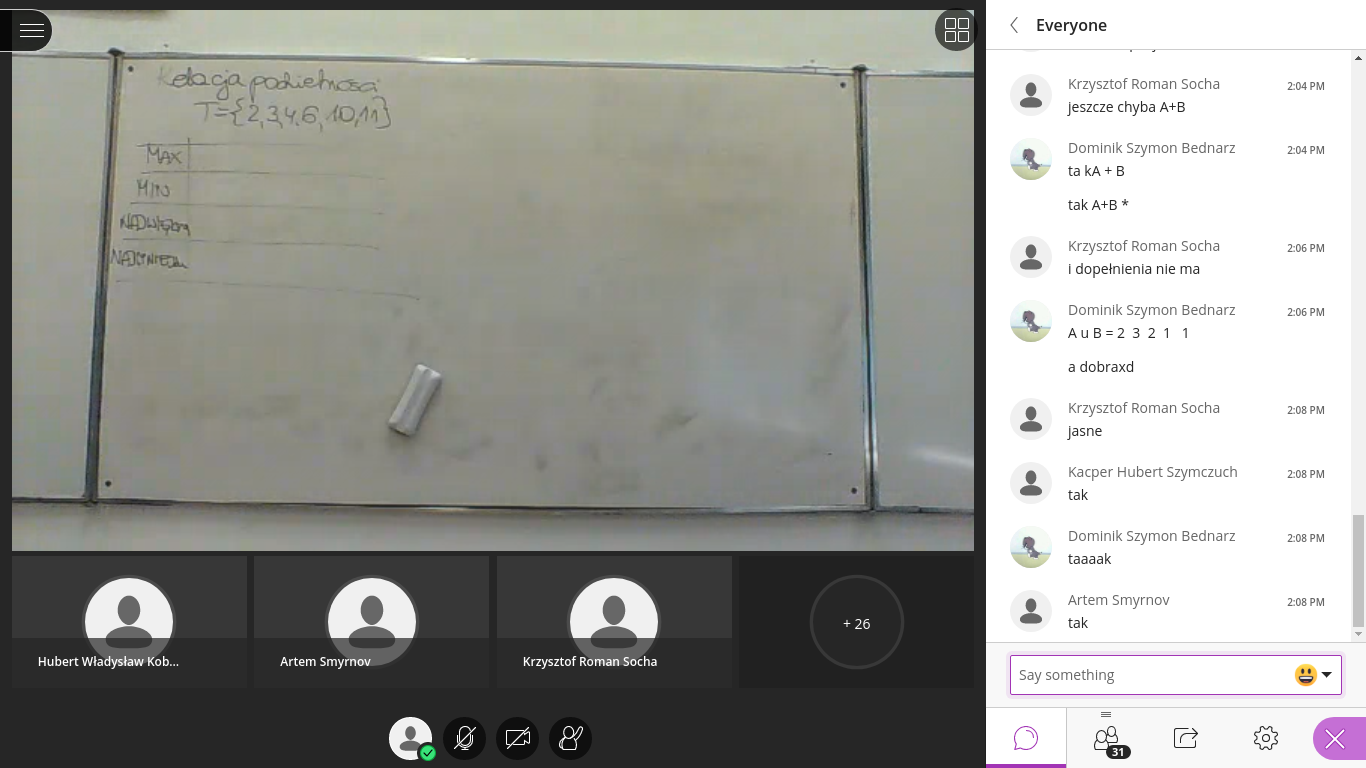 Relacja podzielności
T={2,3,4,6,10,11}
MAX
MIN
Hubert Władysław Kob...
Artem Smyrnov
Krzysztof Roman Socha
+ 26
Everyone
Krzysztof Roman Socha 2:04 PM
jeszcze chyba A+B
Dominik Szymon Bednarz 2:04 PM
ta kA + B
tak A+B *
Krzysztof Roman Socha 2:06 PM
i dopełnienia nie ma
Dominik Szymon Bednarz 2:06 PM
A u B = 2 3 2 1 1
a dobraxd
Krzysztof Roman Socha 2:08 PM
jasne
Kacper Hubert Szymczuch 2:08 PM
tak
Dominik Szymon Bednarz 2:08 PM
taaaak
Artem Smyrnov 2:08 PM
tak
Say something
31